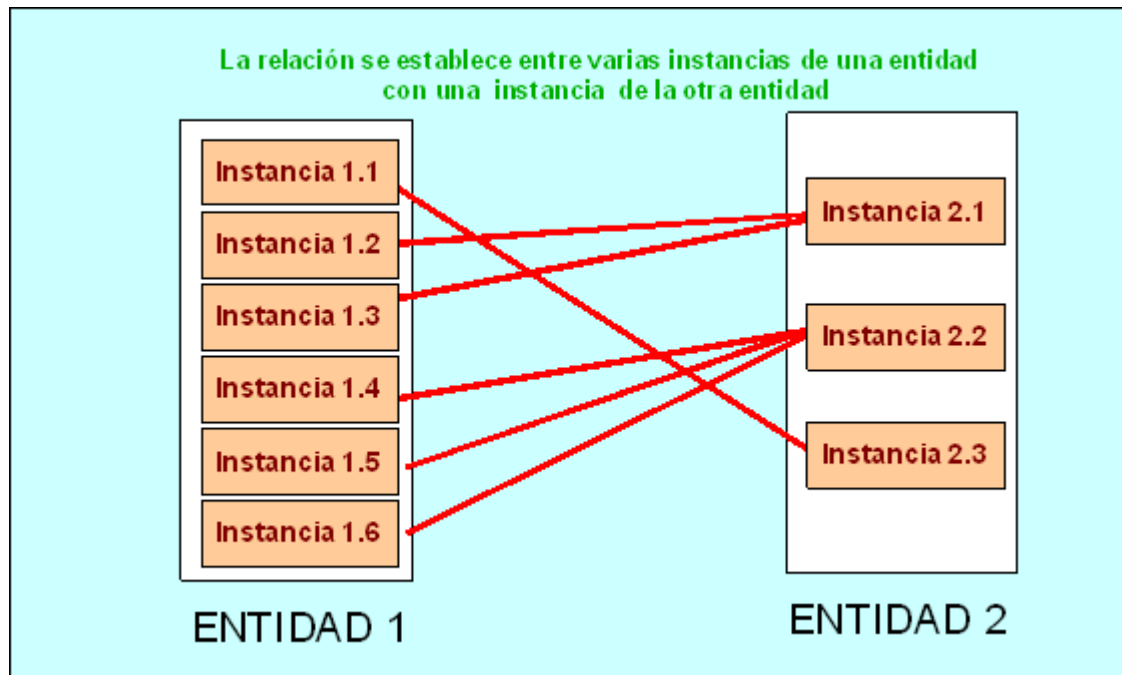 La relación se establece entre varias instancias de una entidad
con una instancia de la otra entidad
Instancia 1.1
Instancia 1.2
Instancia 1.3
Instancia 1.4
Instancia 1.5
Instancia 1.6
ENTIDAD 1
Instancia 2.1
Instancia 2.2
Instancia 2.3
ENTIDAD 2